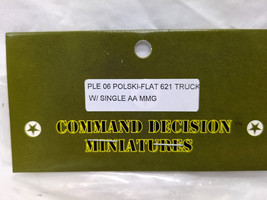 PLE 06 POLSKI-FLAT 621 TRUCK
W/ SINGLE AA MMG
COMMAND DECISION
MINIATURES